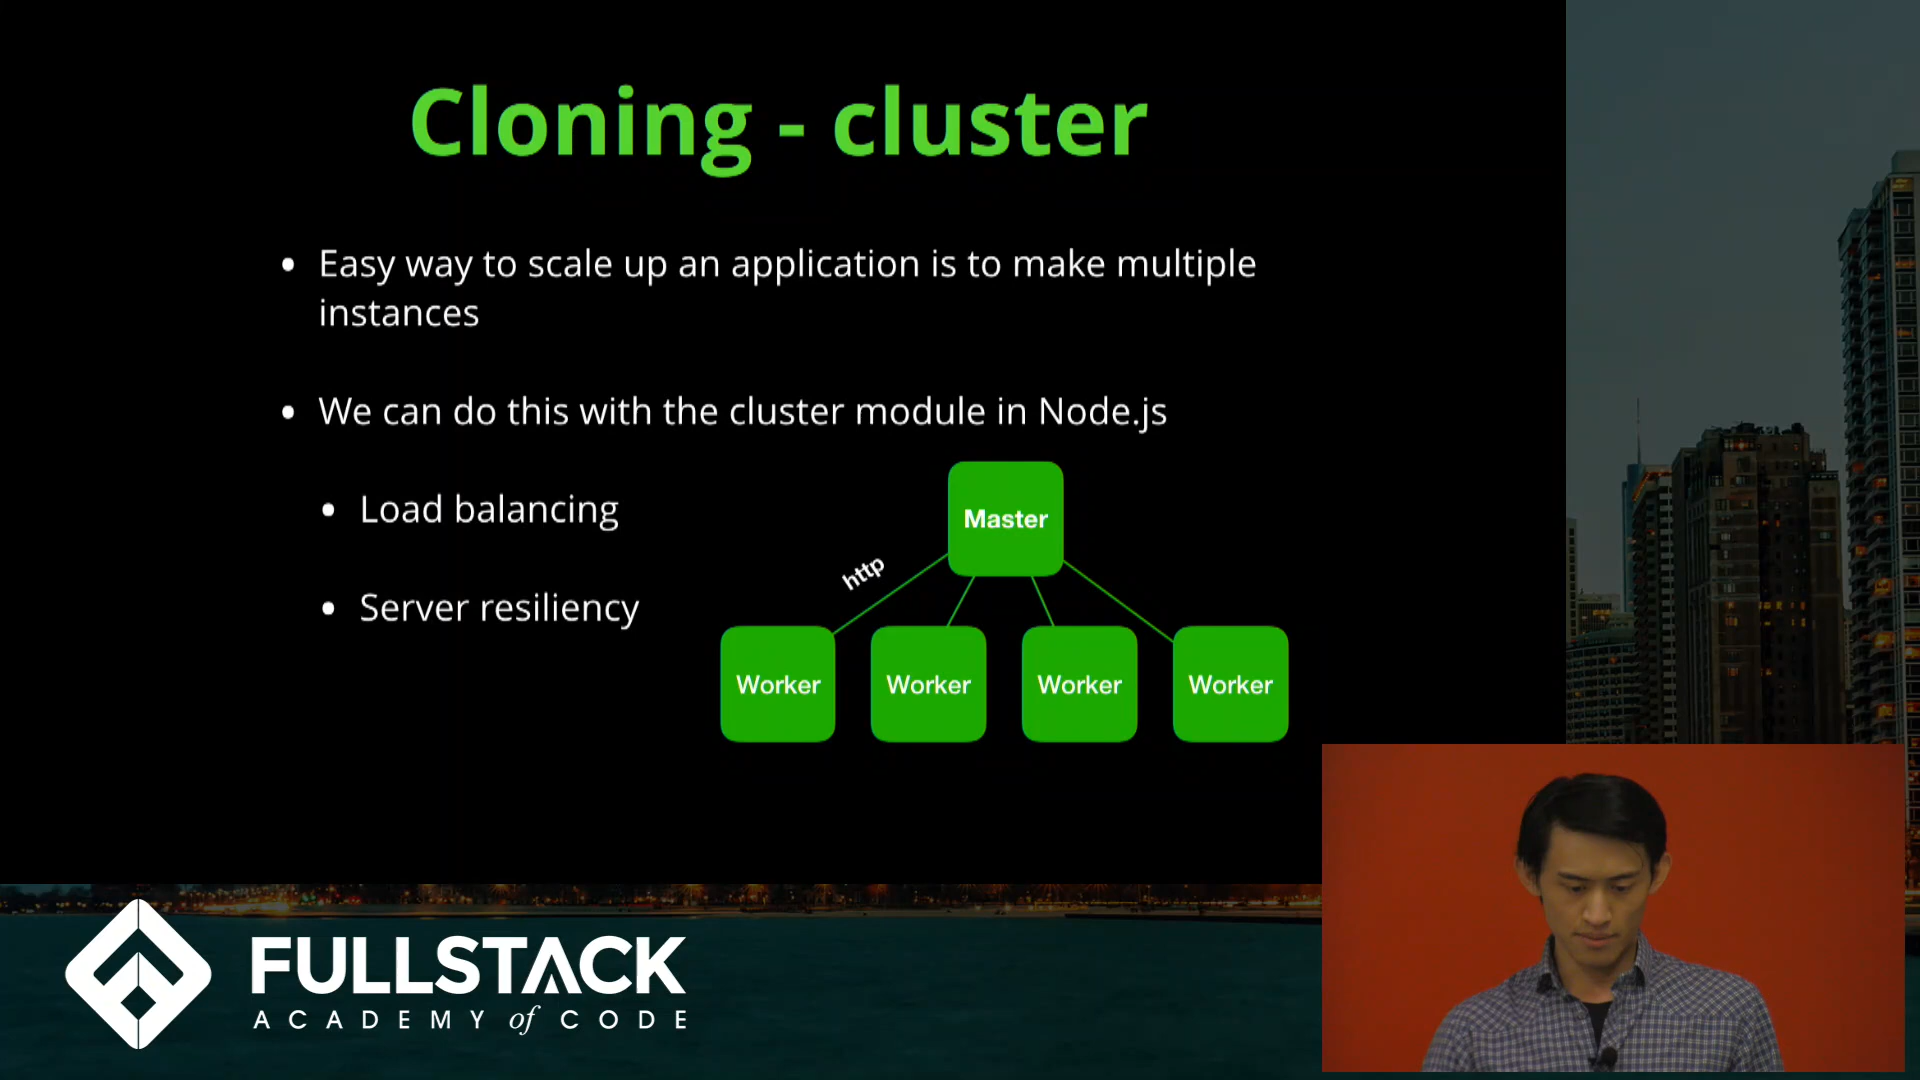 Cloning - cluster
• Easy way to scale up an application is to make multiple
instances
• We can do this with the cluster module in Node.js
• Load balancing
• Server resiliency
Master
http
Worker Worker Worker Worker
FULLSTACK
ACADEMY of CODE